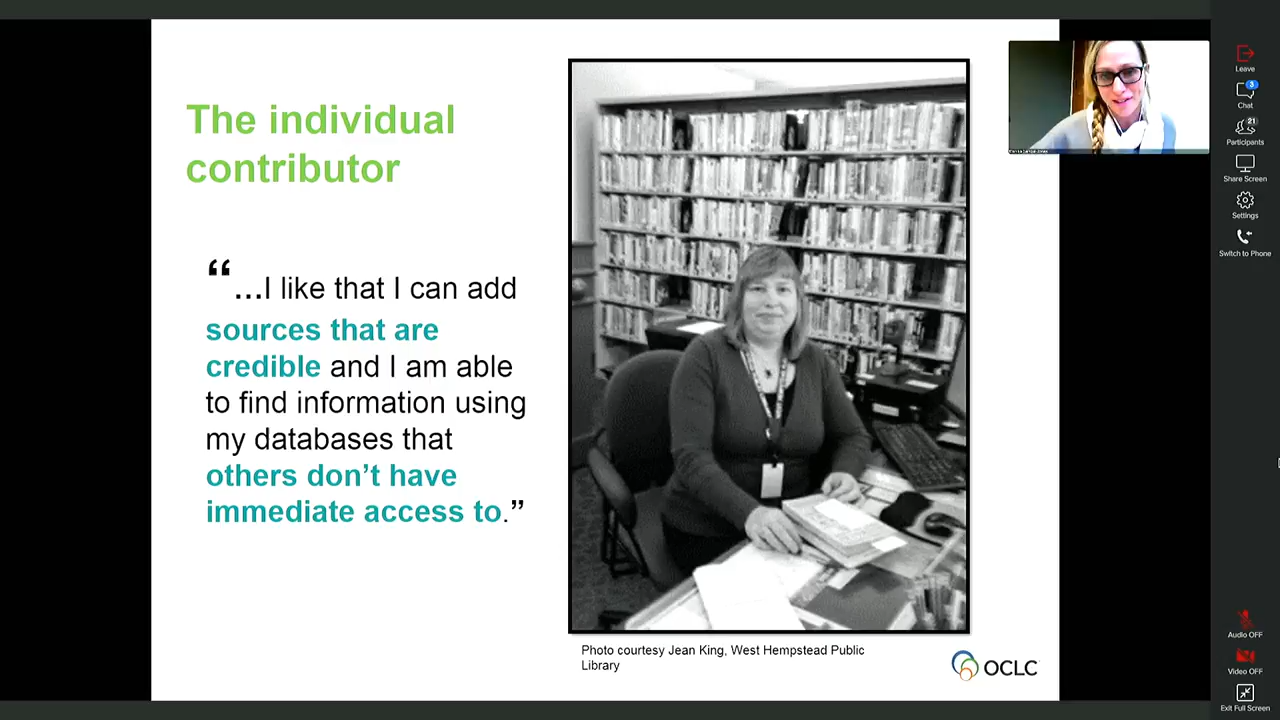 The individual
contributor
“…I like that I can add
sources that are
credible and I am able
to find information using
my databases that
others don’t have
immediate access to.”
Photo courtesy Jean King, West Hempstead Public
Library
OCLC
Leave
3
Chat
21
Participants
Share Screen
Settings
Switch to Phone
Audio OFF
Video OFF
Exit Full Screen